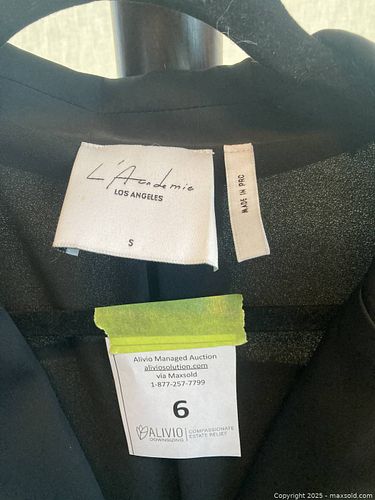 L'Academie
LOS ANGELES
S
MADE IN PRC
Alivio Managed Auction
aliviosolution.com
via Maxsold
1-877-257-7799
6
ALIVIO
DOWNSIZING
COMPASSIONATE
ESTATE RELIEF
Copyright 2025 - maxsold.com